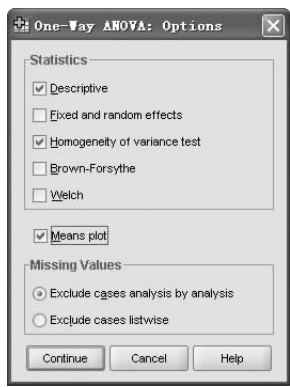 One-Way ANOVA: Options
Statistics
Descriptive
Fixed and random effects
Homogeneity of variance test
Brown-Forsythe
Welch
Means plot
Missing Values
Exclude cases analysis by analysis
Exclude cases listwise
Continue Cancel Help